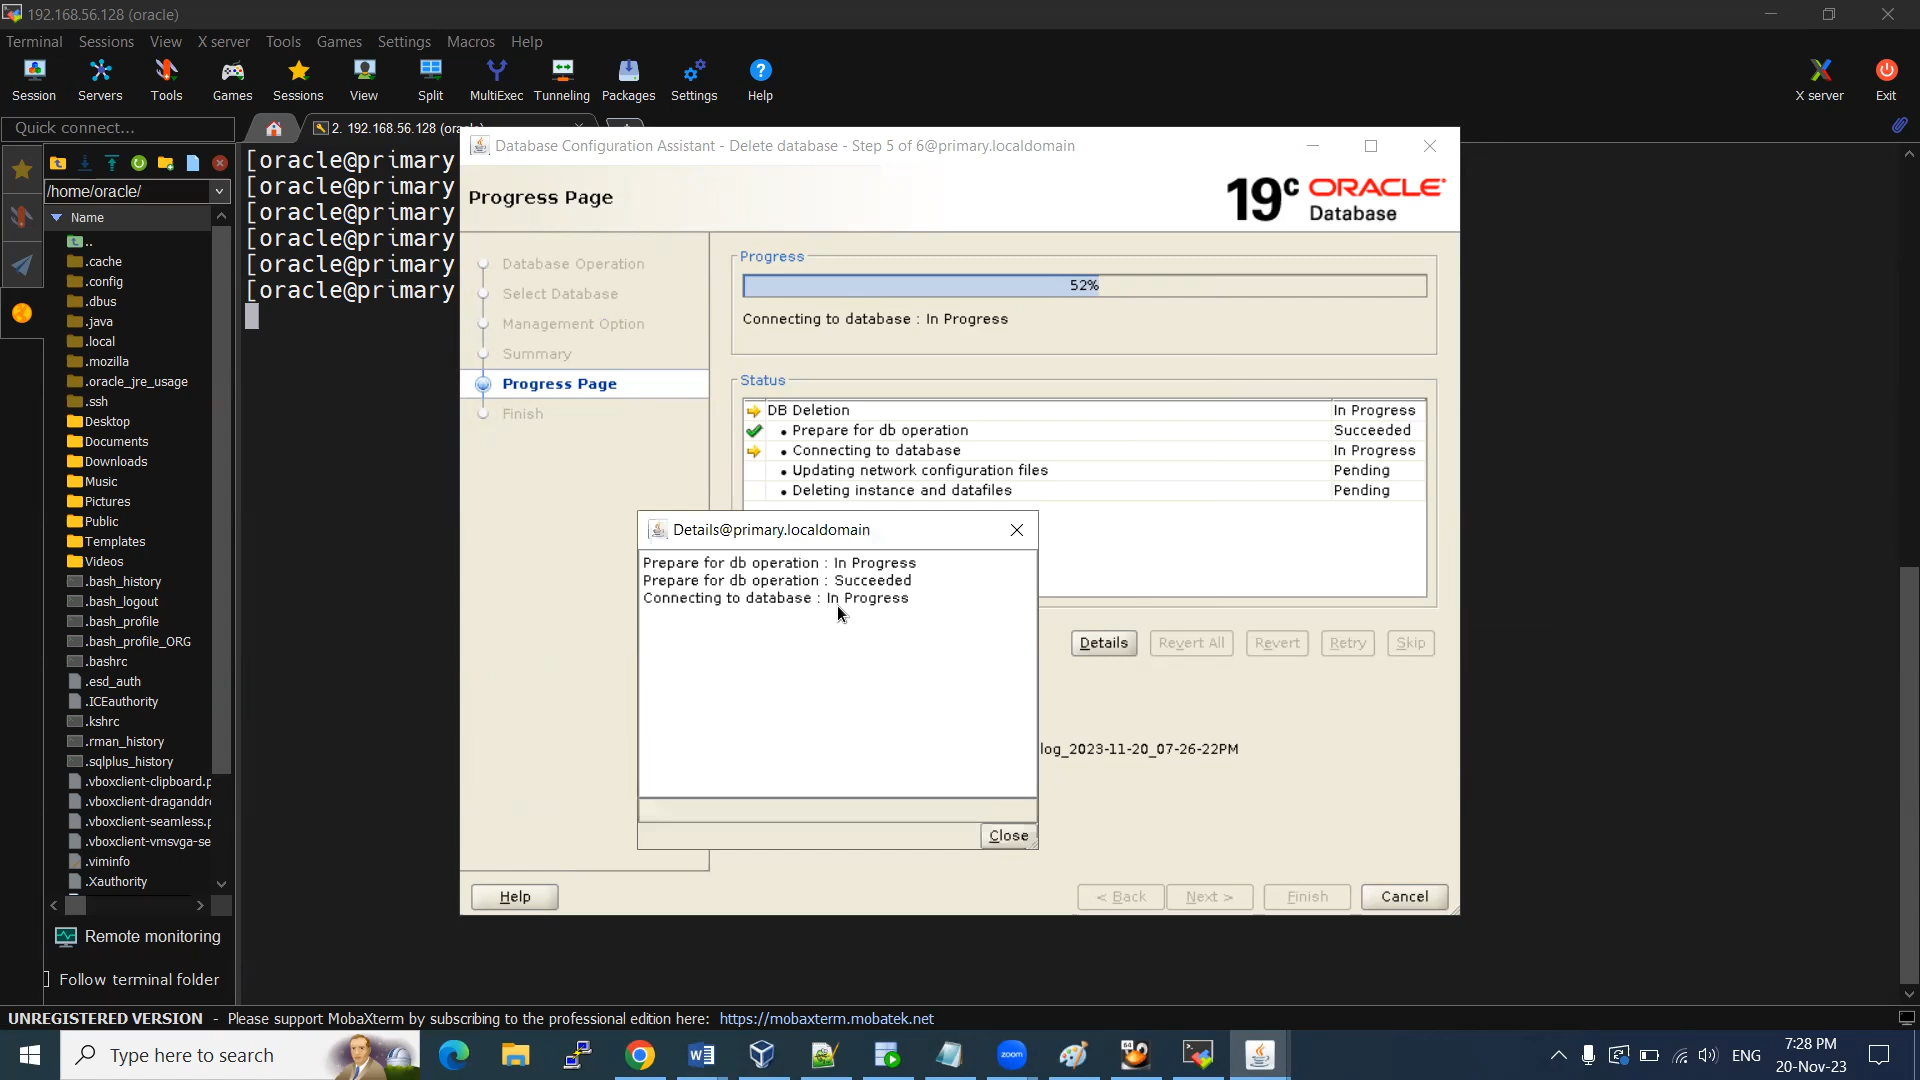 192.168.56.128 (oracle)
Terminal Sessions View X server Tools Games Settings Macros Help
Session Servers Tools Games Sessions View Split MultiExec Tunneling Packages Settings Help X server Exit
Quick connect...
2. 192.168.56.128 (orac
/home/oracle/
Name
..
.cache
.config
.dbus
.java
.local
.mozilla
.oracle_jre_usage
.ssh
Desktop
Documents
Downloads
Music
Pictures
Public
Templates
Videos
.bash_history
.bash_logout
.bash_profile
.bash_profile_ORG
.bashrc
.esd_auth
.ICEauthority
.kshrc
.rman_history
.sqlplus_history
.vboxclient-clipboard.p
.vboxclient-draganddro
.vboxclient-seamless.p
.vboxclient-vmsvga-se
.viminfo
.Xauthority
Remote monitoring
Follow terminal folder
[oracle@primary
[oracle@primary
[oracle@primary
[oracle@primary
[oracle@primary
[oracle@primary
Database Configuration Assistant - Delete database - Step 5 of 6@primary.localdomain
Progress Page
19c ORACLE
Database
Database Operation
Select Database
Management Option
Summary
Progress Page
Finish
Progress
52%
Connecting to database : In Progress
Status
DB Deletion In Progress
• Prepare for db operation Succeeded
• Connecting to database In Progress
• Updating network configuration files Pending
• Deleting instance and datafiles Pending
Details Revert All Revert Retry Skip
log_2023-11-20_07-26-22PM
Details@primary.localdomain
Prepare for db operation : In Progress
Prepare for db operation : Succeeded
Connecting to database : In Progress
Close
Help < Back Next > Finish Cancel
UNREGISTERED VERSION - Please support MobaXterm by subscribing to the professional edition here: https://mobaxterm.mobatek.net
Type here to search
zoom
64
ENG
7:28 PM
20-Nov-23